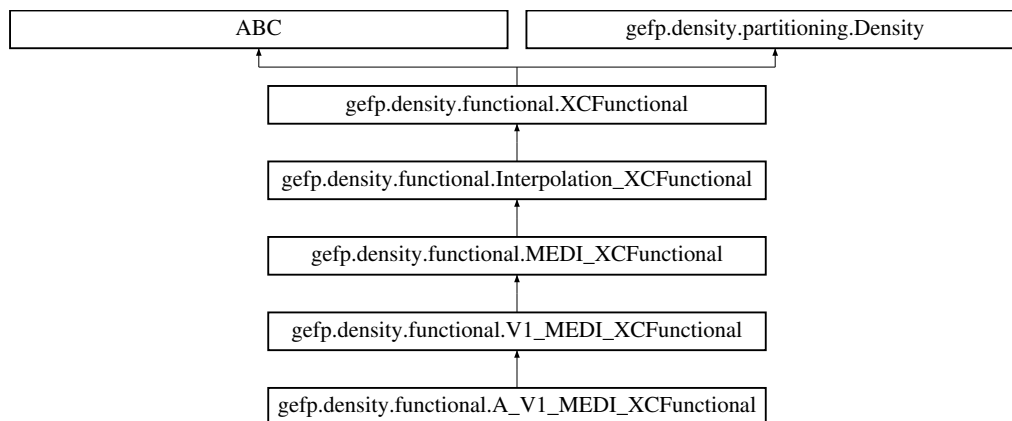 ABC
gefp.density.partitioning.Density
gefp.density.functional.XCFunctional
gefp.density.functional.Interpolation_XCFunctional
gefp.density.functional.MEDI_XCFunctional
gefp.density.functional.V1_MEDI_XCFunctional
gefp.density.functional.A_V1_MEDI_XCFunctional